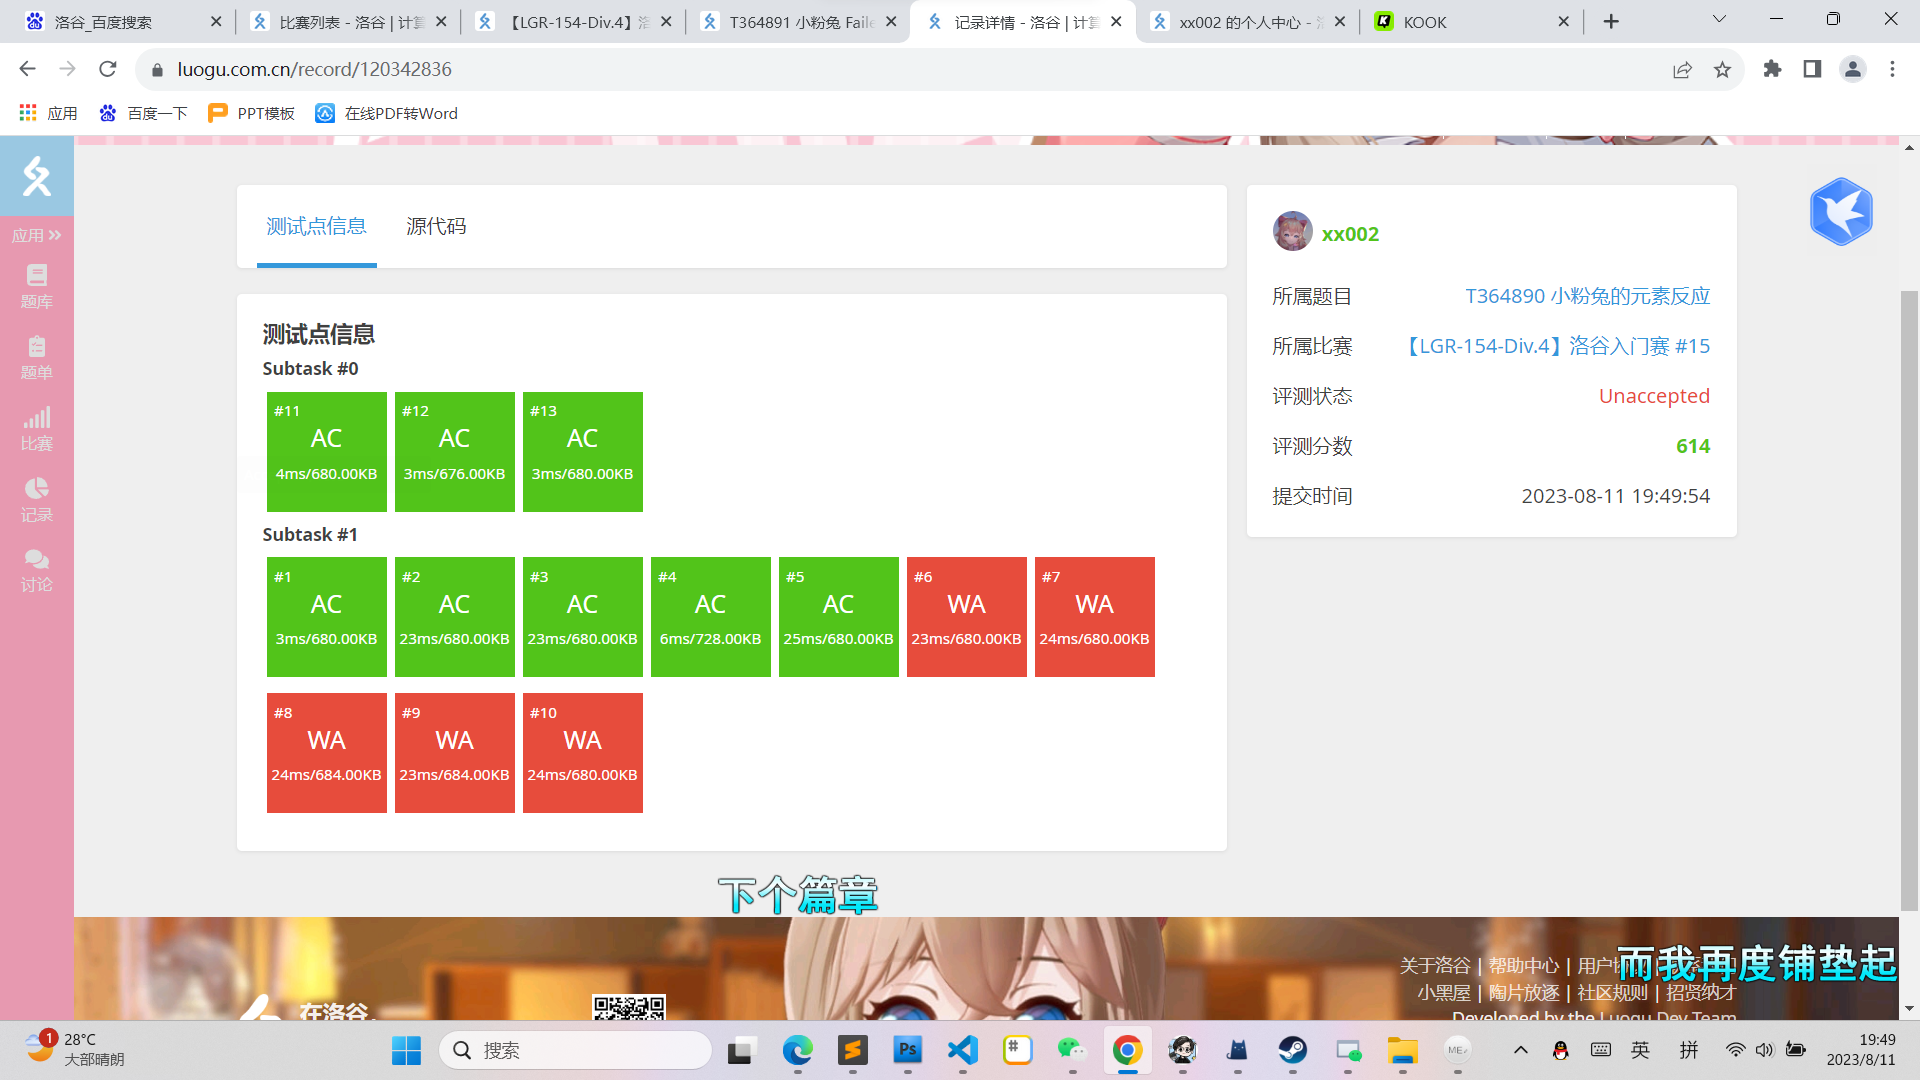 洛谷_百度搜索
比赛列表 - 洛谷 | 计算
【LGR-154-Div.4】洛
T364891 小粉兔 Faile
记录详情 - 洛谷 | 计算
xx002 的个人中心 -
KOOK
luogu.com.cn/record/120342836
应用
百度一下
PPT模板
在线PDF转Word
应用
题库
题单
比赛
记录
讨论
测试点信息
源代码
测试点信息
Subtask #0
#11
AC
4ms/680.00KB
#12
AC
3ms/676.00KB
#13
AC
3ms/680.00KB
Subtask #1
#1
AC
3ms/680.00KB
#2
AC
23ms/680.00KB
#3
AC
23ms/680.00KB
#4
AC
6ms/728.00KB
#5
AC
25ms/680.00KB
#6
WA
23ms/680.00KB
#7
WA
24ms/680.00KB
#8
WA
24ms/684.00KB
#9
WA
23ms/684.00KB
#10
WA
24ms/680.00KB
xx002
所属题目
T364890 小粉兔的元素反应
所属比赛
【LGR-154-Div.4】洛谷入门赛 #15
评测状态
Unaccepted
评测分数
614
提交时间
2023-08-11 19:49:54
下个篇章
而我再度铺垫起
在洛谷,
关于洛谷 | 帮助中心 | 用户
小黑屋 | 陶片放逐 | 社区规则 | 招贤纳才
Developed by the Luogu Dev Team
1
28°C
大部晴朗
搜索
Ps
英
拼
19:49
2023/8/11